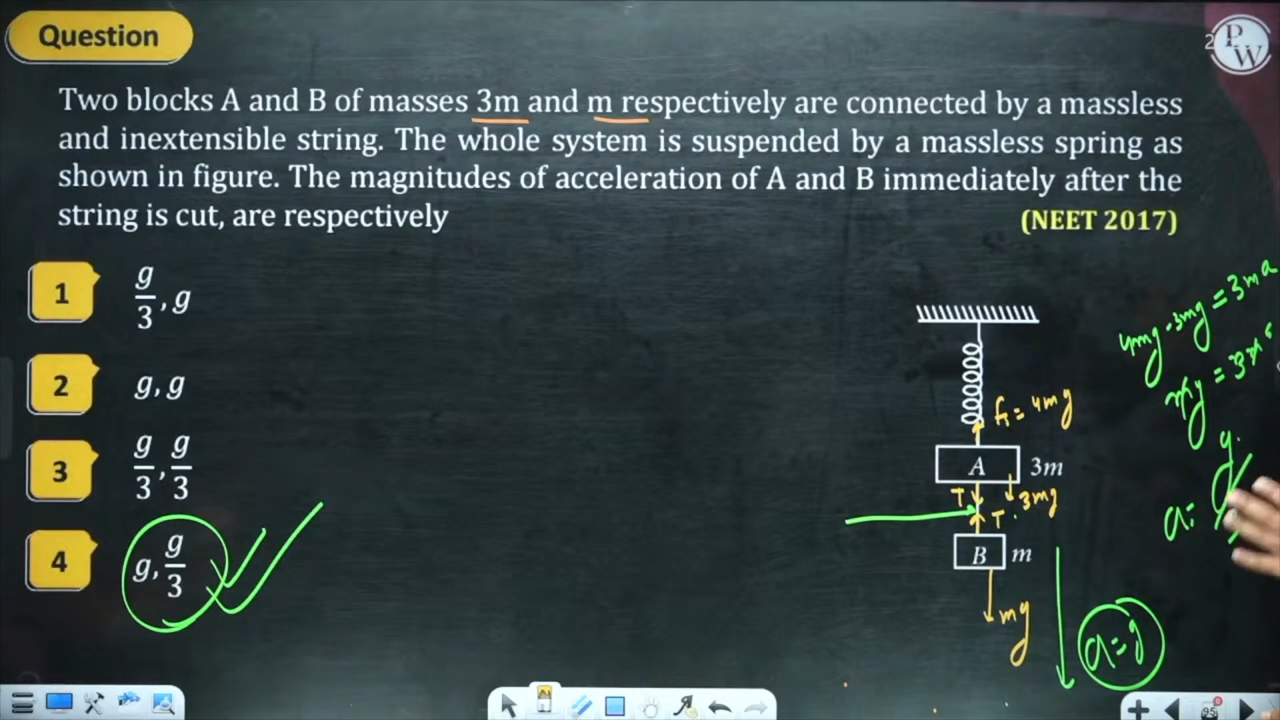 Question
2
P
W
Two blocks A and B of masses 3m and m respectively are connected by a massless
and inextensible string. The whole system is suspended by a massless spring as
shown in figure. The magnitudes of acceleration of A and B immediately after the
string is cut, are respectively (NEET 2017)
1 g/3, g
2 g, g
3 g/3, g/3
4 g, g/3
4mg - 3mg = 3ma
= 4mg
A 3m
T 3mg
T
B m
mg
a = g
a =
95